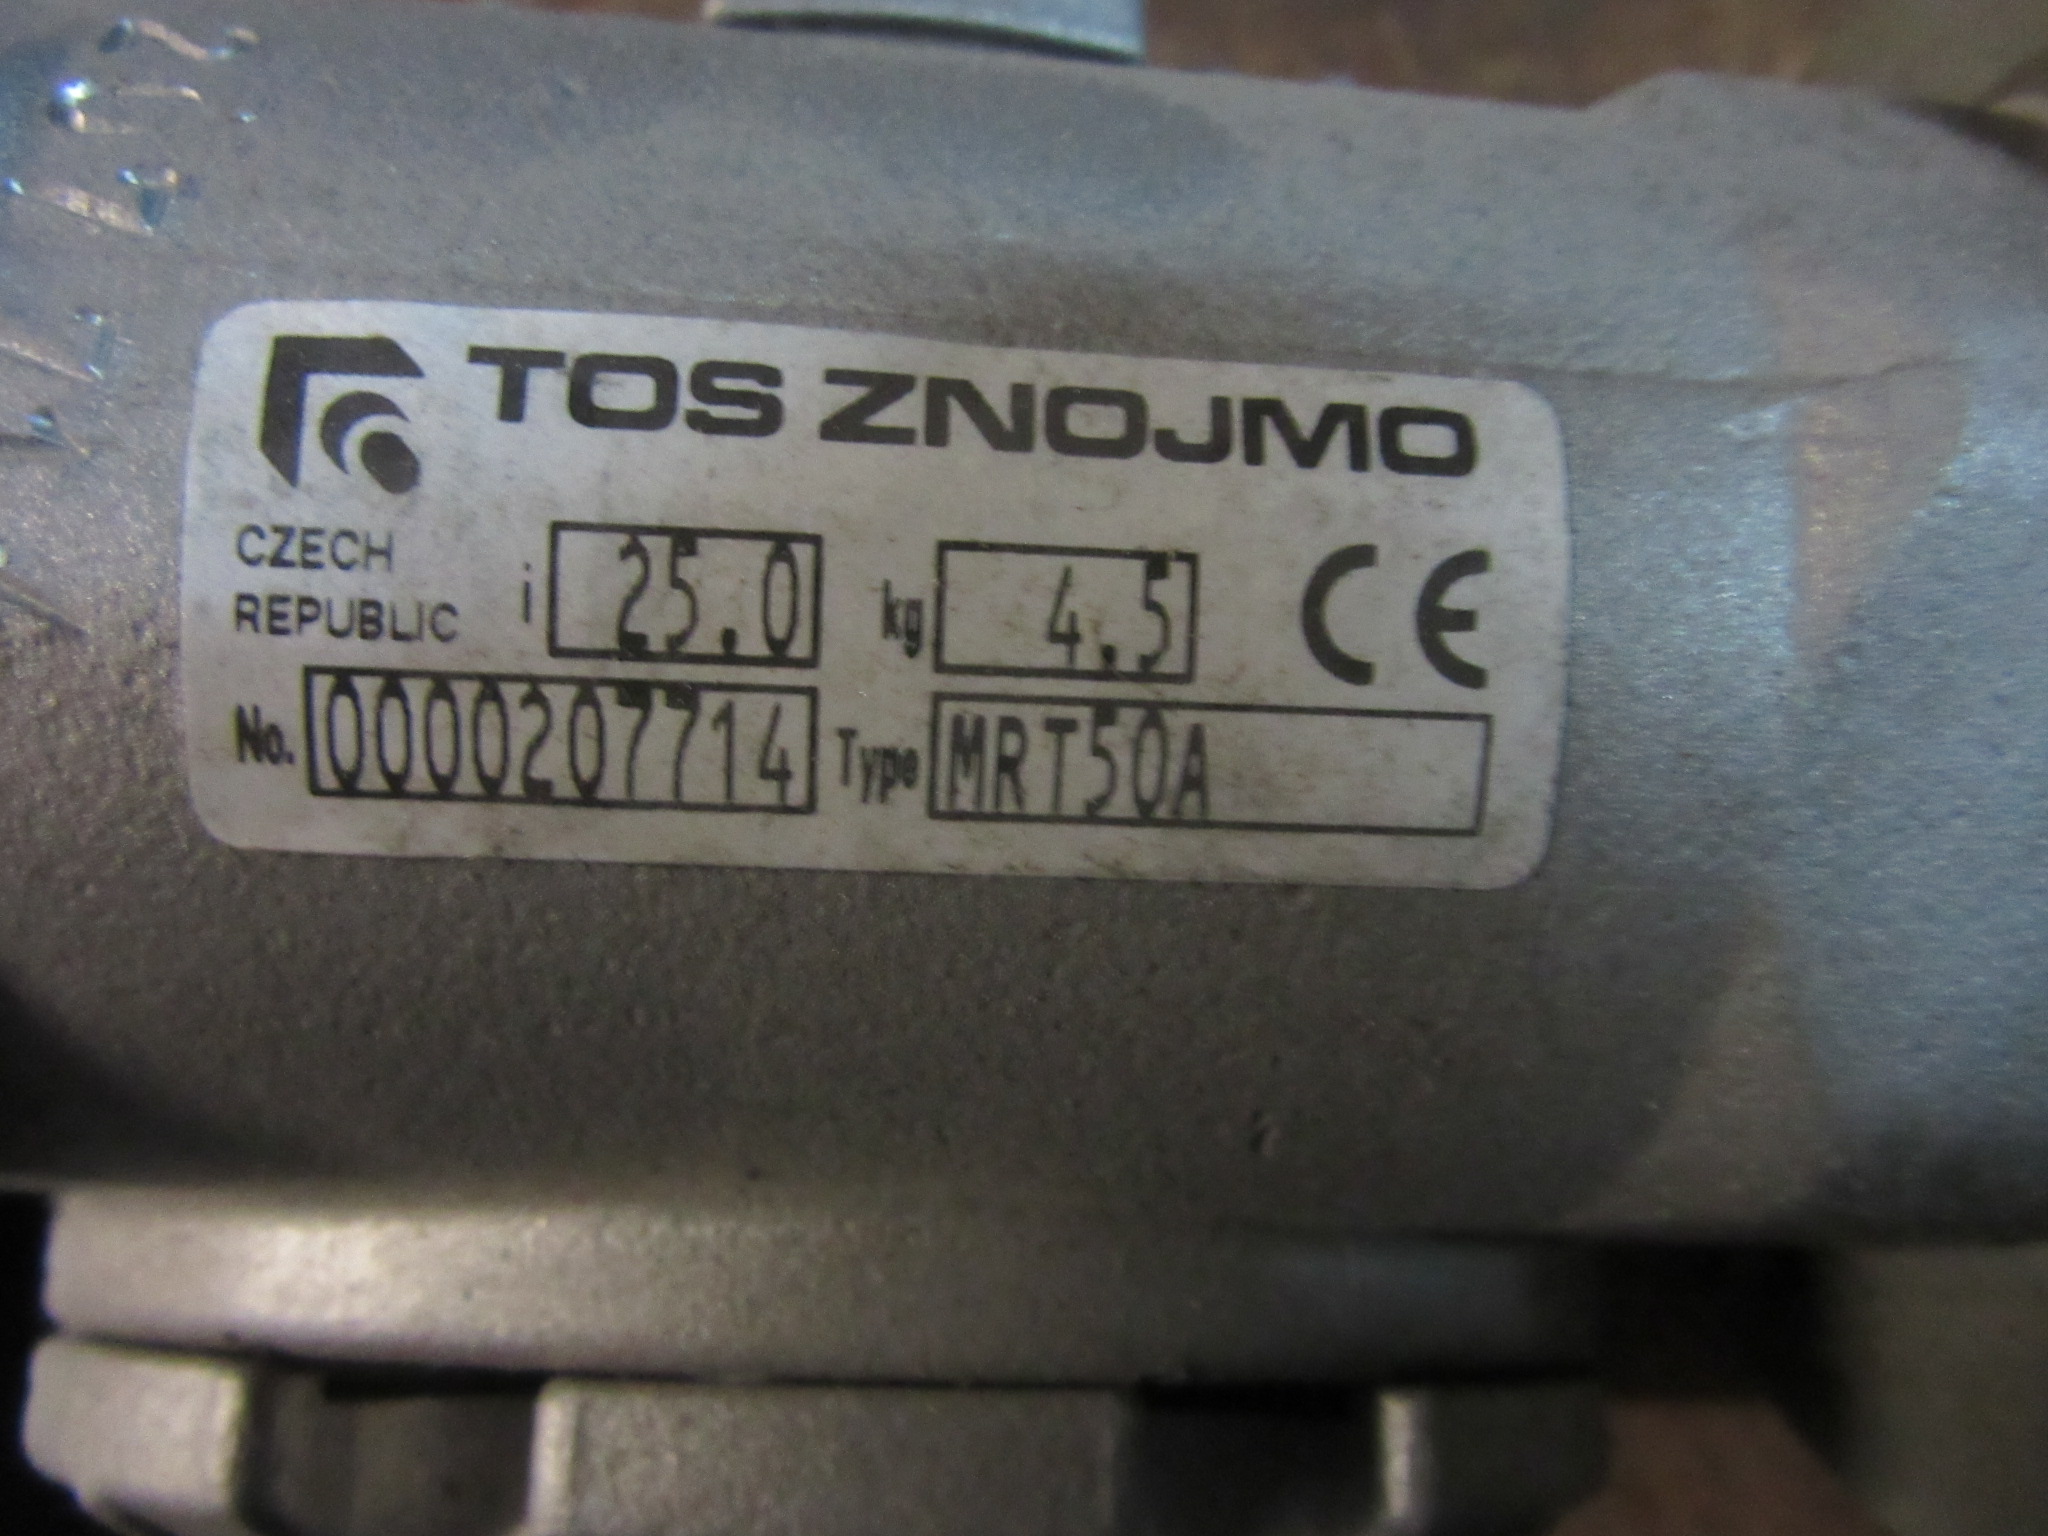 TOS ZNOJMO
CZECH
REPUBLIC i 25.0 kg 4.5 CE
No. 0000207714 Type MRT50A